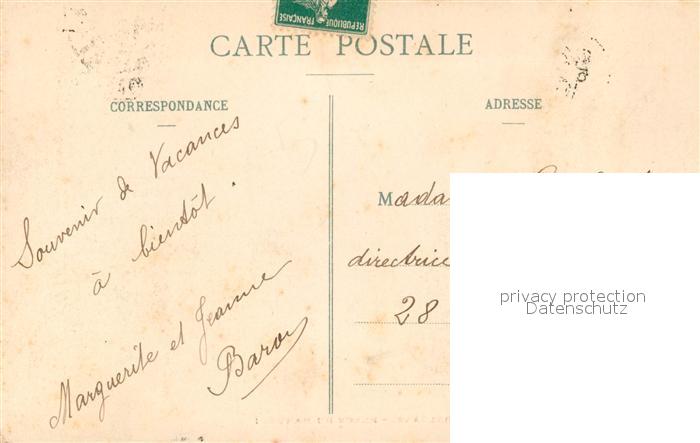 REPUBLIQUE FRANÇAISE
CARTE POSTALE
CORRESPONDANCE
Souvenir de Vacances
à bientôt.
Marguerite et Jeanne
Baron
ADRESSE
Mada
directrice
28
privacy protection
Datenschutz